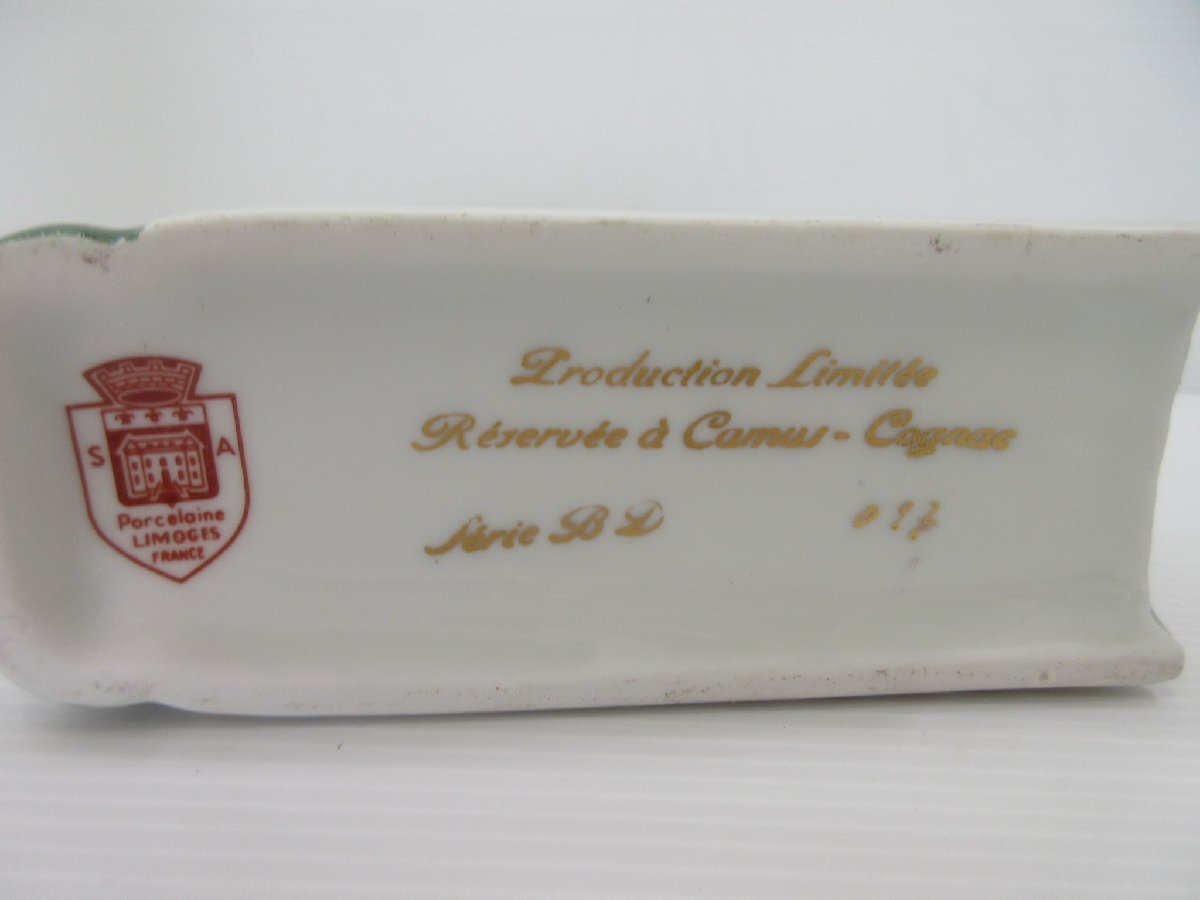 S A
Porcelaine
LIMOGES
FRANCE
Production Limitée
Réservée à Camus - Cognac
Série BD